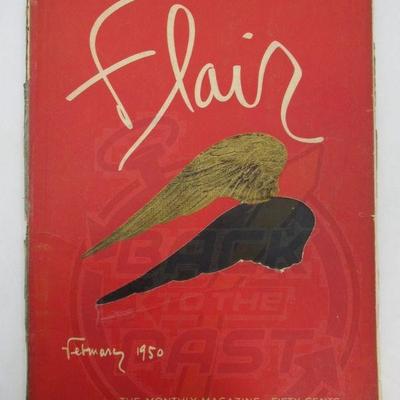 Flair
BACK
TO THE
PAST
February 1950
THE MONTHLY MAGAZINE FIFTY CENTS